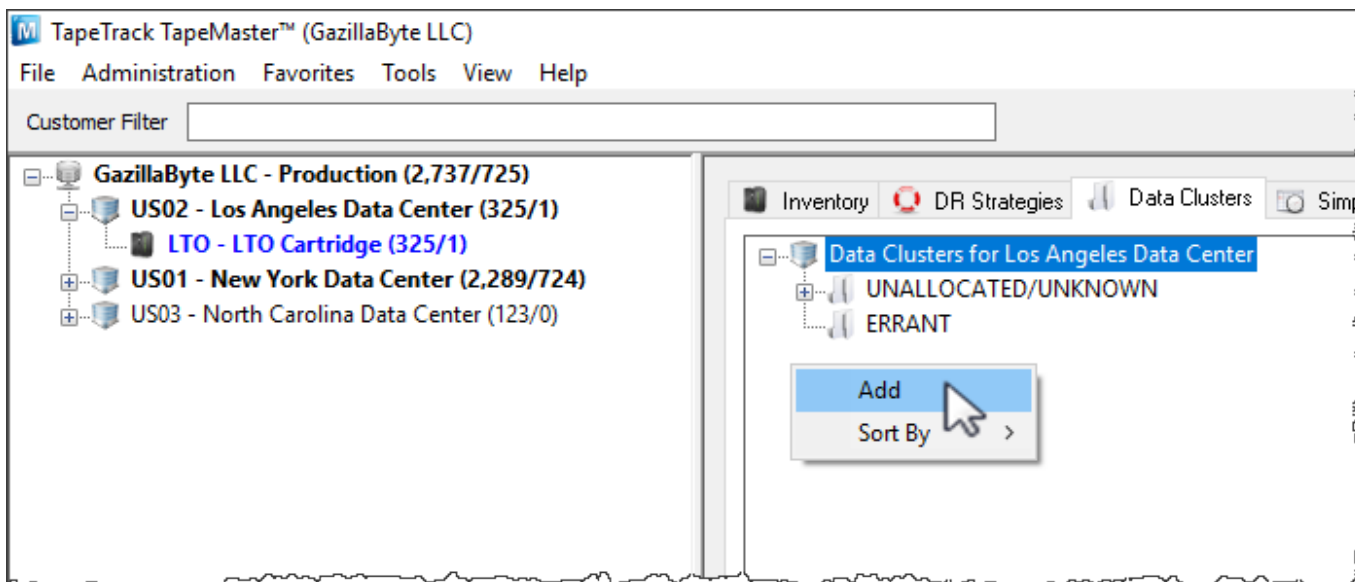 TapeTrack TapeMaster™ (GazillaByte LLC)
File Administration Favorites Tools View Help
Customer Filter
GazillaByte LLC - Production (2,737/725)
US02 - Los Angeles Data Center (325/1)
LTO - LTO Cartridge (325/1)
US01 - New York Data Center (2,289/724)
US03 - North Carolina Data Center (123/0)
Inventory DR Strategies Data Clusters
Data Clusters for Los Angeles Data Center
UNALLOCATED/UNKNOWN
ERRANT
Add
Sort By >